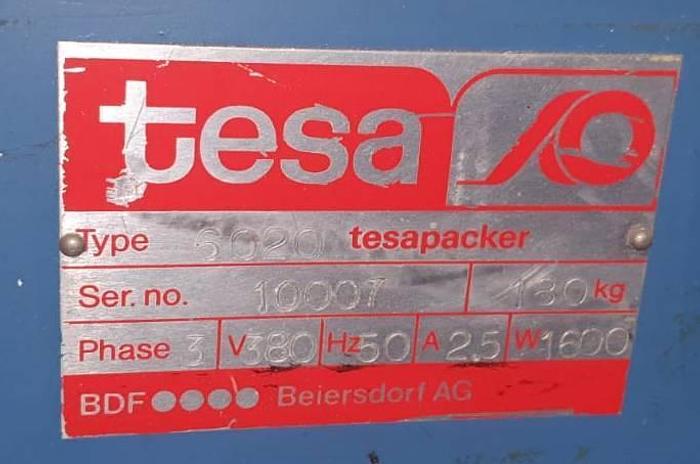 tesa
Type 6020 tesapacker
Ser. no. 10007 180 kg
Phase 3 V380 Hz50 A 2.5 W1600
BDF●●●● Beiersdorf AG